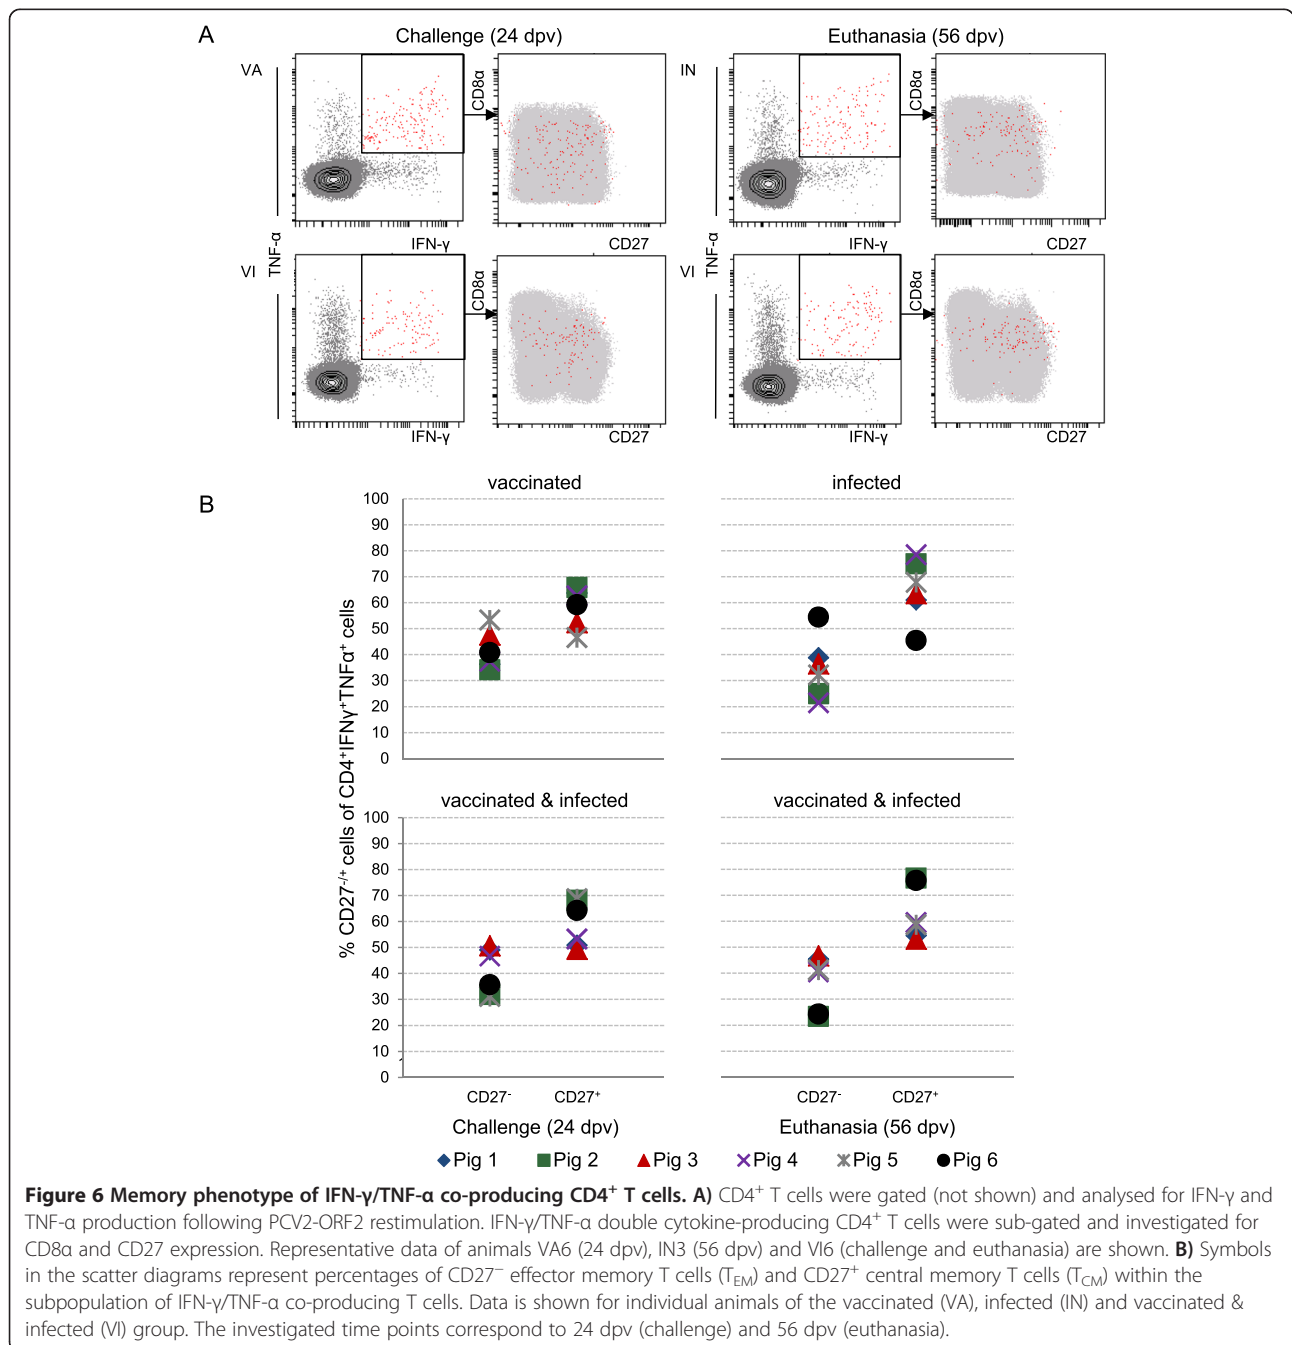 A
Challenge (24 dpv)
Euthanasia (56 dpv)
VA
TNF-α
CD8α
IFN-γ
CD27
IN
TNF-α
CD8α
IFN-γ
CD27
VI
CD8α
IFN-γ
CD27
VI
CD8α
IFN-γ
CD27
B
% CD27⁻/⁺ cells of CD4⁺IFNγ⁺TNFα⁺ cells
vaccinated
infected
100
90
80
70
60
50
40
30
20
10
0
vaccinated & infected
vaccinated & infected
100
90
80
70
60
50
40
30
20
10
0
CD27⁻ CD27⁺
CD27⁻ CD27⁺
Challenge (24 dpv)
Euthanasia (56 dpv)
Pig 1 Pig 2 Pig 3 Pig 4 Pig 5 Pig 6
Figure 6 Memory phenotype of IFN-γ/TNF-α co-producing CD4⁺ T cells. A) CD4⁺ T cells were gated (not shown) and analysed for IFN-γ and
TNF-α production following PCV2-ORF2 restimulation. IFN-γ/TNF-α double cytokine-producing CD4⁺ T cells were sub-gated and investigated for
CD8α and CD27 expression. Representative data of animals VA6 (24 dpv), IN3 (56 dpv) and VI6 (challenge and euthanasia) are shown. B) Symbols
in the scatter diagrams represent percentages of CD27⁻ effector memory T cells (T_EM) and CD27⁺ central memory T cells (T_CM) within the
subpopulation of IFN-γ/TNF-α co-producing T cells. Data is shown for individual animals of the vaccinated (VA), infected (IN) and vaccinated &
infected (VI) group. The investigated time points correspond to 24 dpv (challenge) and 56 dpv (euthanasia).